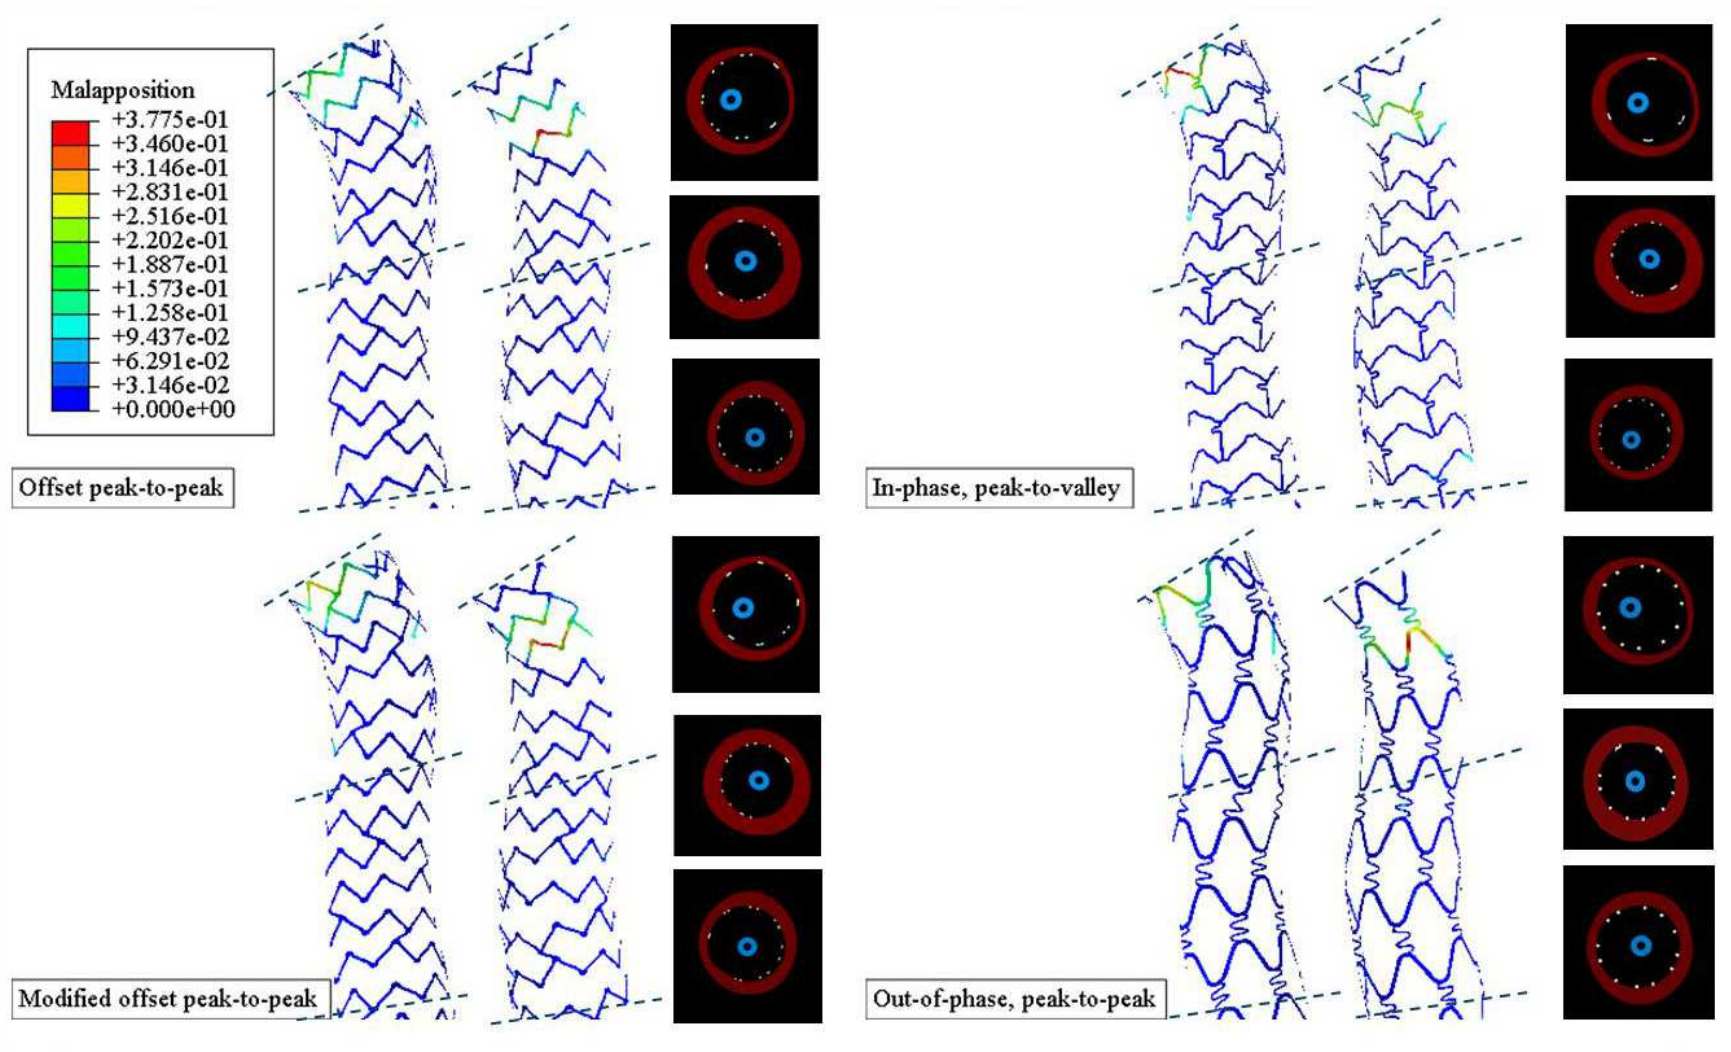 Malapposition
+3.775e-01
+3.460e-01
+3.146e-01
+2.831e-01
+2.516e-01
+2.202e-01
+1.887e-01
+1.573e-01
+1.258e-01
+9.437e-02
+6.291e-02
+3.146e-02
+0.000e+00
Offset peak-to-peak
In-phase, peak-to-valley
Modified offset peak-to-peak
Out-of-phase, peak-to-peak